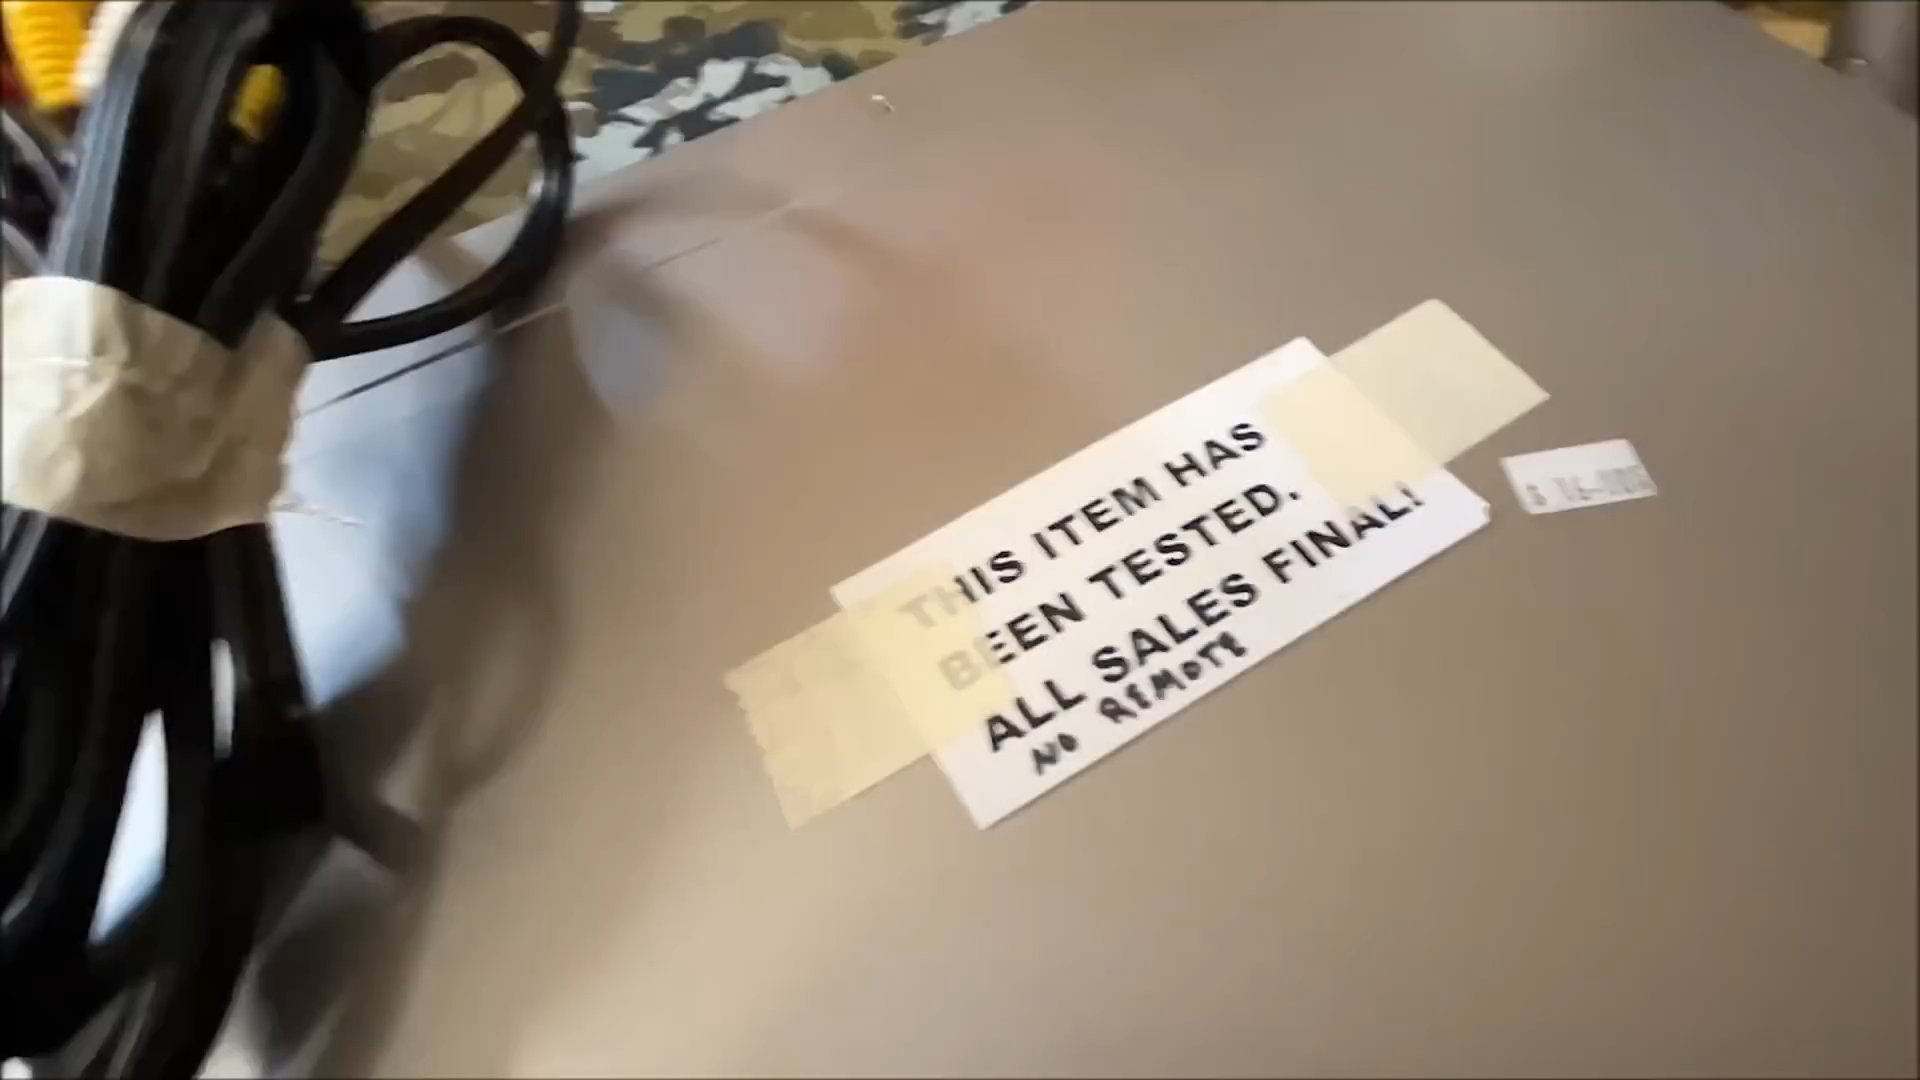 THIS ITEM HAS
BEEN TESTED.
ALL SALES FINAL!
NO REMOTE